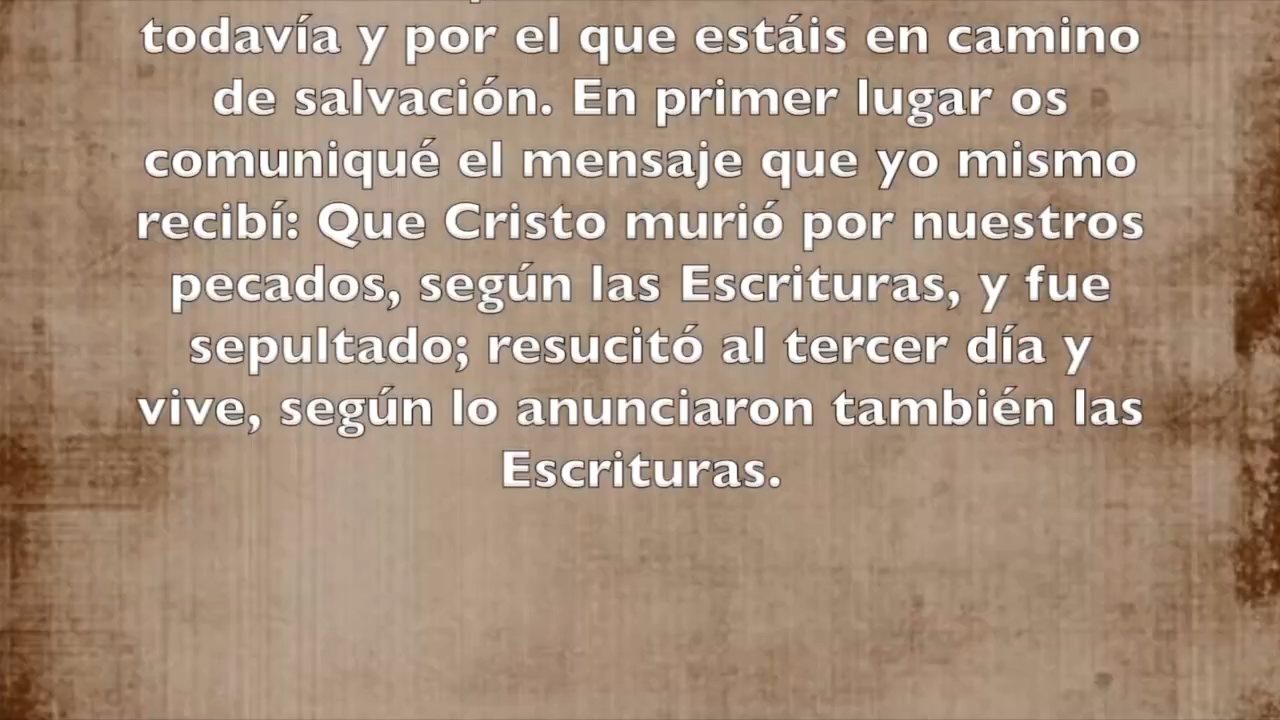 todavía y por el que estáis en camino
de salvación. En primer lugar os
comuniqué el mensaje que yo mismo
recibí: Que Cristo murió por nuestros
pecados, según las Escrituras, y fue
sepultado; resucitó al tercer día y
vive, según lo anunciaron también las
Escrituras.